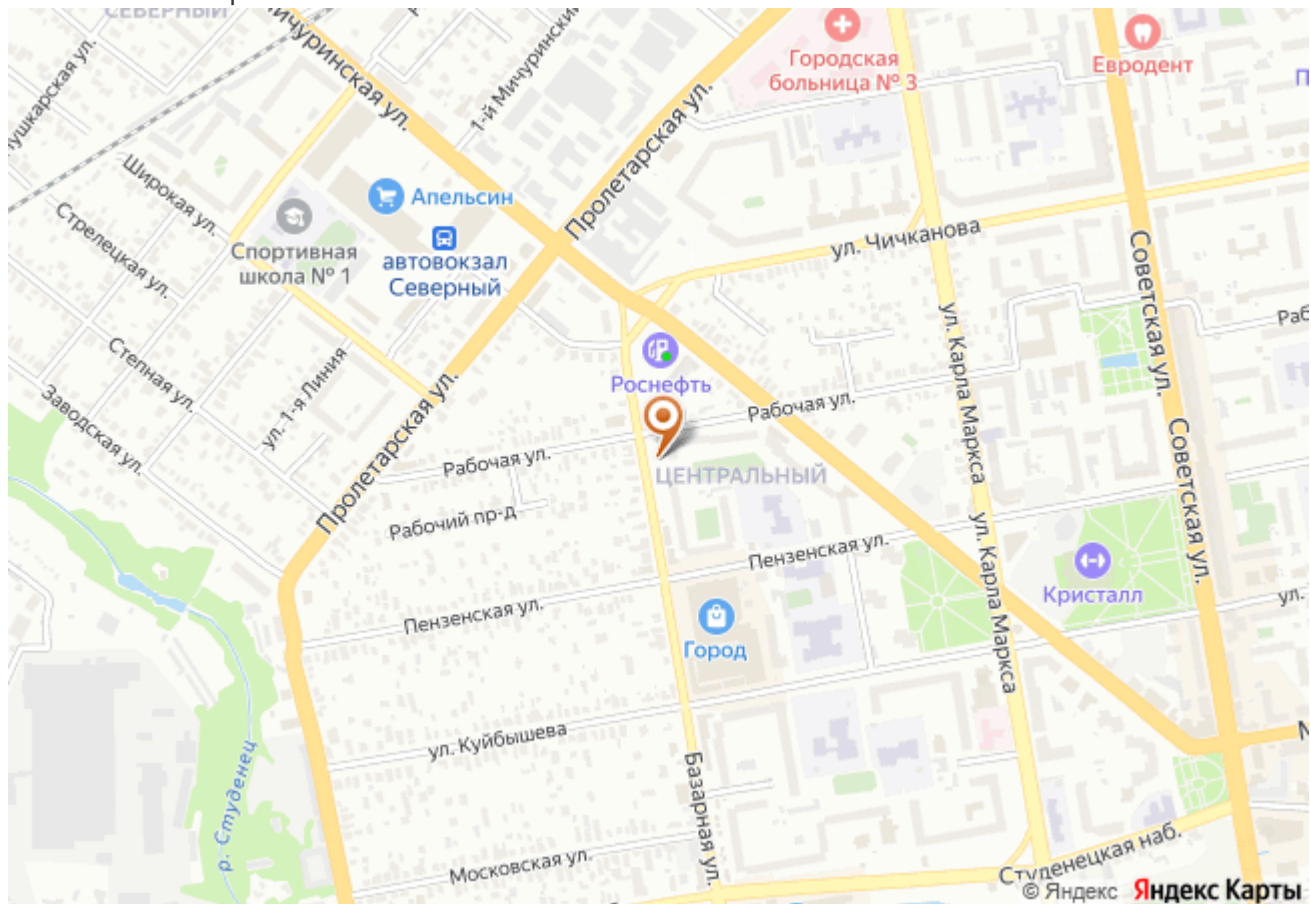 СЕВЕРНЫЙ
Мичуринская ул.
1-й Мичуринский
Городская
больница № 3
Евродент
Пролетарская ул.
Широкая ул.
Апельсин
Стрелецкая ул.
Спортивная
школа № 1
автовокзал
Северный
ул. Чичканова
Советская ул.
Степная ул.
ул. 1-я Линия
Роснефть
ул. Карла Маркса
Рабочая ул.
Заводская ул.
Пролетарская ул.
Рабочая ул.
ЦЕНТРАЛЬНЫЙ
Советская ул.
Рабочий пр-д
Пензенская ул.
ул. Карла Маркса
Кристалл
ул.
Пензенская ул.
Город
ул. Куйбышева
р. Студенец
Базарная ул.
Московская ул.
Студенецкая наб.
© Яндекс Яндекс Карты